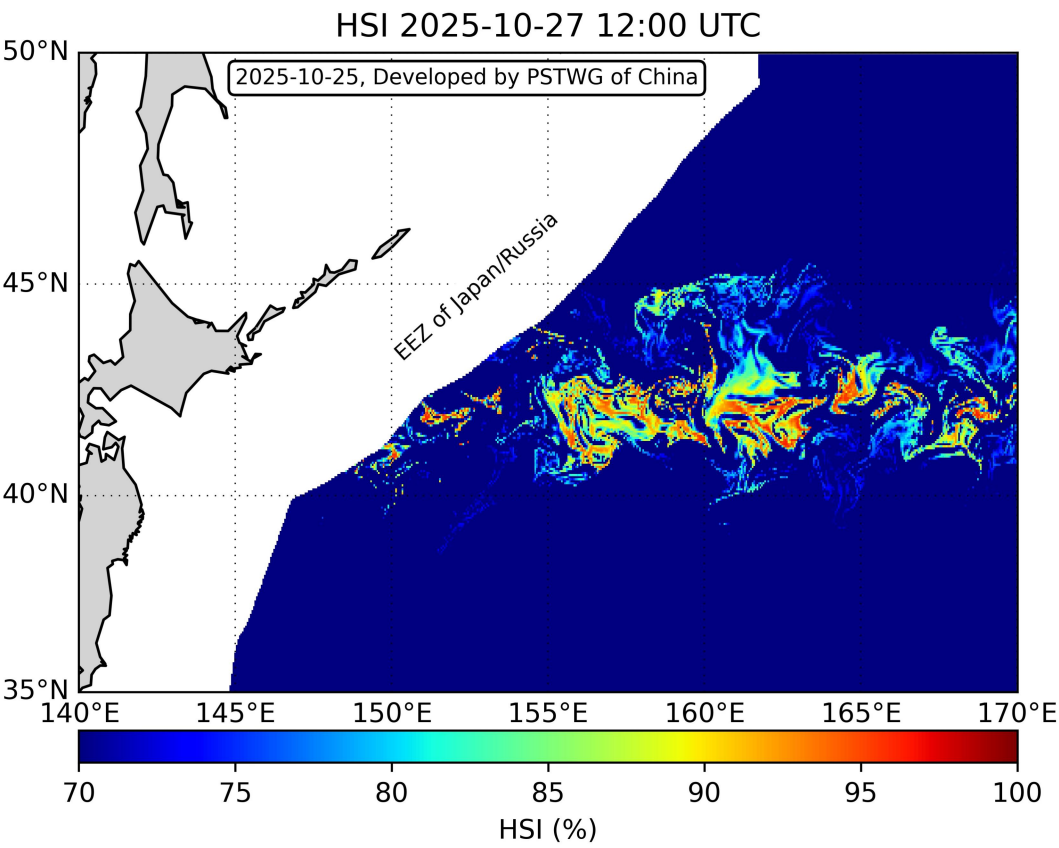 HSI 2025-10-27 12:00 UTC
50°N
2025-10-25, Developed by PSTWG of China
EEZ of Japan/Russia
45°N
40°N
35°N
140°E 145°E 150°E 155°E 160°E 165°E 170°E
70 75 80 85 90 95 100
HSI (%)